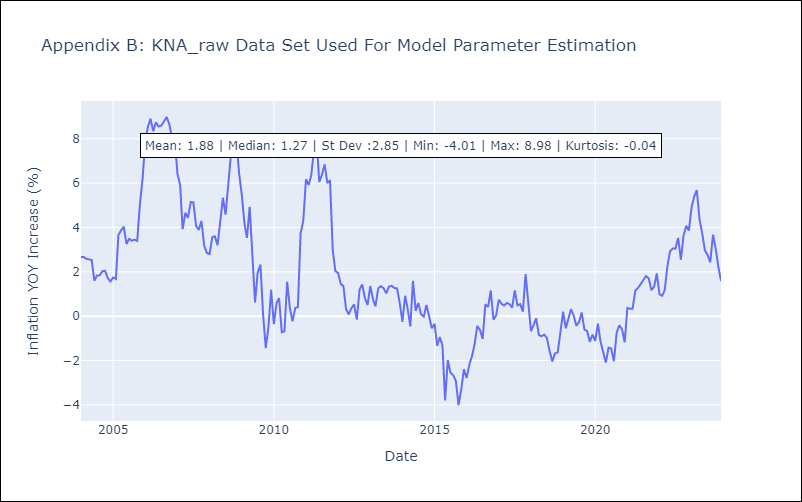 Appendix B: KNA_raw Data Set Used For Model Parameter Estimation
Mean: 1.88 | Median: 1.27 | St Dev :2.85 | Min: -4.01 | Max: 8.98 | Kurtosis: -0.04
Inflation YOY Increase (%)
8
6
4
2
0
−2
−4
2005
2010
2015
2020
Date